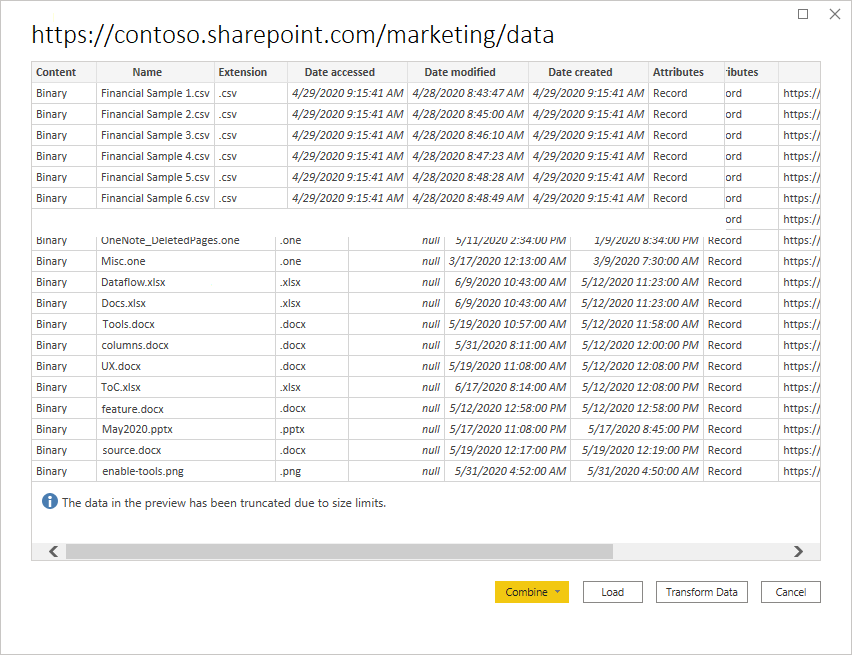 https://contoso.sharepoint.com/marketing/data
Content Name Extension Date accessed Date modified Date created Attributes ributes
Binary Financial Sample 1.csv .csv 4/29/2020 9:15:41 AM 4/28/2020 8:43:47 AM 4/29/2020 9:15:41 AM Record ord https://
Binary Financial Sample 2.csv .csv 4/29/2020 9:15:41 AM 4/28/2020 8:45:00 AM 4/29/2020 9:15:41 AM Record ord https://
Binary Financial Sample 3.csv .csv 4/29/2020 9:15:41 AM 4/28/2020 8:46:10 AM 4/29/2020 9:15:41 AM Record ord https://
Binary Financial Sample 4.csv .csv 4/29/2020 9:15:41 AM 4/28/2020 8:47:23 AM 4/29/2020 9:15:41 AM Record ord https://
Binary Financial Sample 5.csv .csv 4/29/2020 9:15:41 AM 4/28/2020 8:48:28 AM 4/29/2020 9:15:41 AM Record ord https://
Binary Financial Sample 6.csv .csv 4/29/2020 9:15:41 AM 4/28/2020 8:48:49 AM 4/29/2020 9:15:41 AM Record ord https://
ord https://
Binary OneNote_DeletedPages.one .one null 5/11/2020 2:34:00 PM 1/9/2020 8:34:00 PM Record https://
Binary Misc.one .one null 3/17/2020 12:13:00 AM 3/9/2020 7:30:00 AM Record https://
Binary Dataflow.xlsx .xlsx null 6/9/2020 10:43:00 AM 5/12/2020 11:23:00 AM Record https://
Binary Docs.xlsx .xlsx null 6/9/2020 10:43:00 AM 5/12/2020 11:23:00 AM Record https://
Binary Tools.docx .docx null 5/19/2020 10:57:00 AM 5/12/2020 11:58:00 AM Record https://
Binary columns.docx .docx null 5/31/2020 8:11:00 AM 5/12/2020 12:00:00 PM Record https://
Binary UX.docx .docx null 5/19/2020 11:08:00 AM 5/12/2020 12:08:00 PM Record https://
Binary ToC.xlsx .xlsx null 6/17/2020 8:14:00 AM 5/12/2020 12:08:00 PM Record https://
Binary feature.docx .docx null 5/12/2020 12:58:00 PM 5/12/2020 12:58:00 PM Record https://
Binary May2020.pptx .pptx null 5/17/2020 11:08:00 PM 5/17/2020 8:45:00 PM Record https://
Binary source.docx .docx null 5/19/2020 12:17:00 PM 5/19/2020 12:19:00 PM Record https://
Binary enable-tools.png .png null 5/31/2020 4:52:00 AM 5/31/2020 4:50:00 AM Record https://
The data in the preview has been truncated due to size limits.
Combine Load Transform Data Cancel